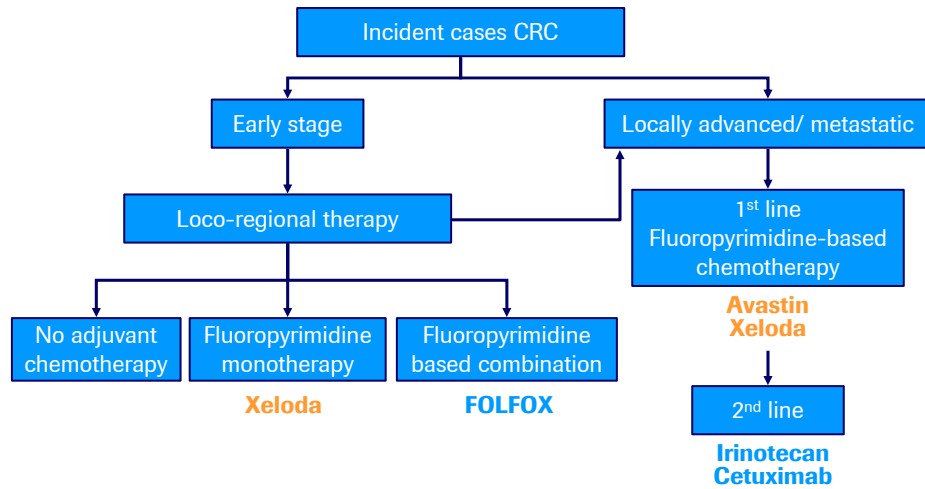 Incident cases CRC
Early stage
Locally advanced/ metastatic
Loco-regional therapy
1st line
Fluoropyrimidine-based
chemotherapy
Avastin
Xeloda
No adjuvant
chemotherapy
Fluoropyrimidine
monotherapy
Xeloda
Fluoropyrimidine
based combination
FOLFOX
2nd line
Irinotecan
Cetuximab